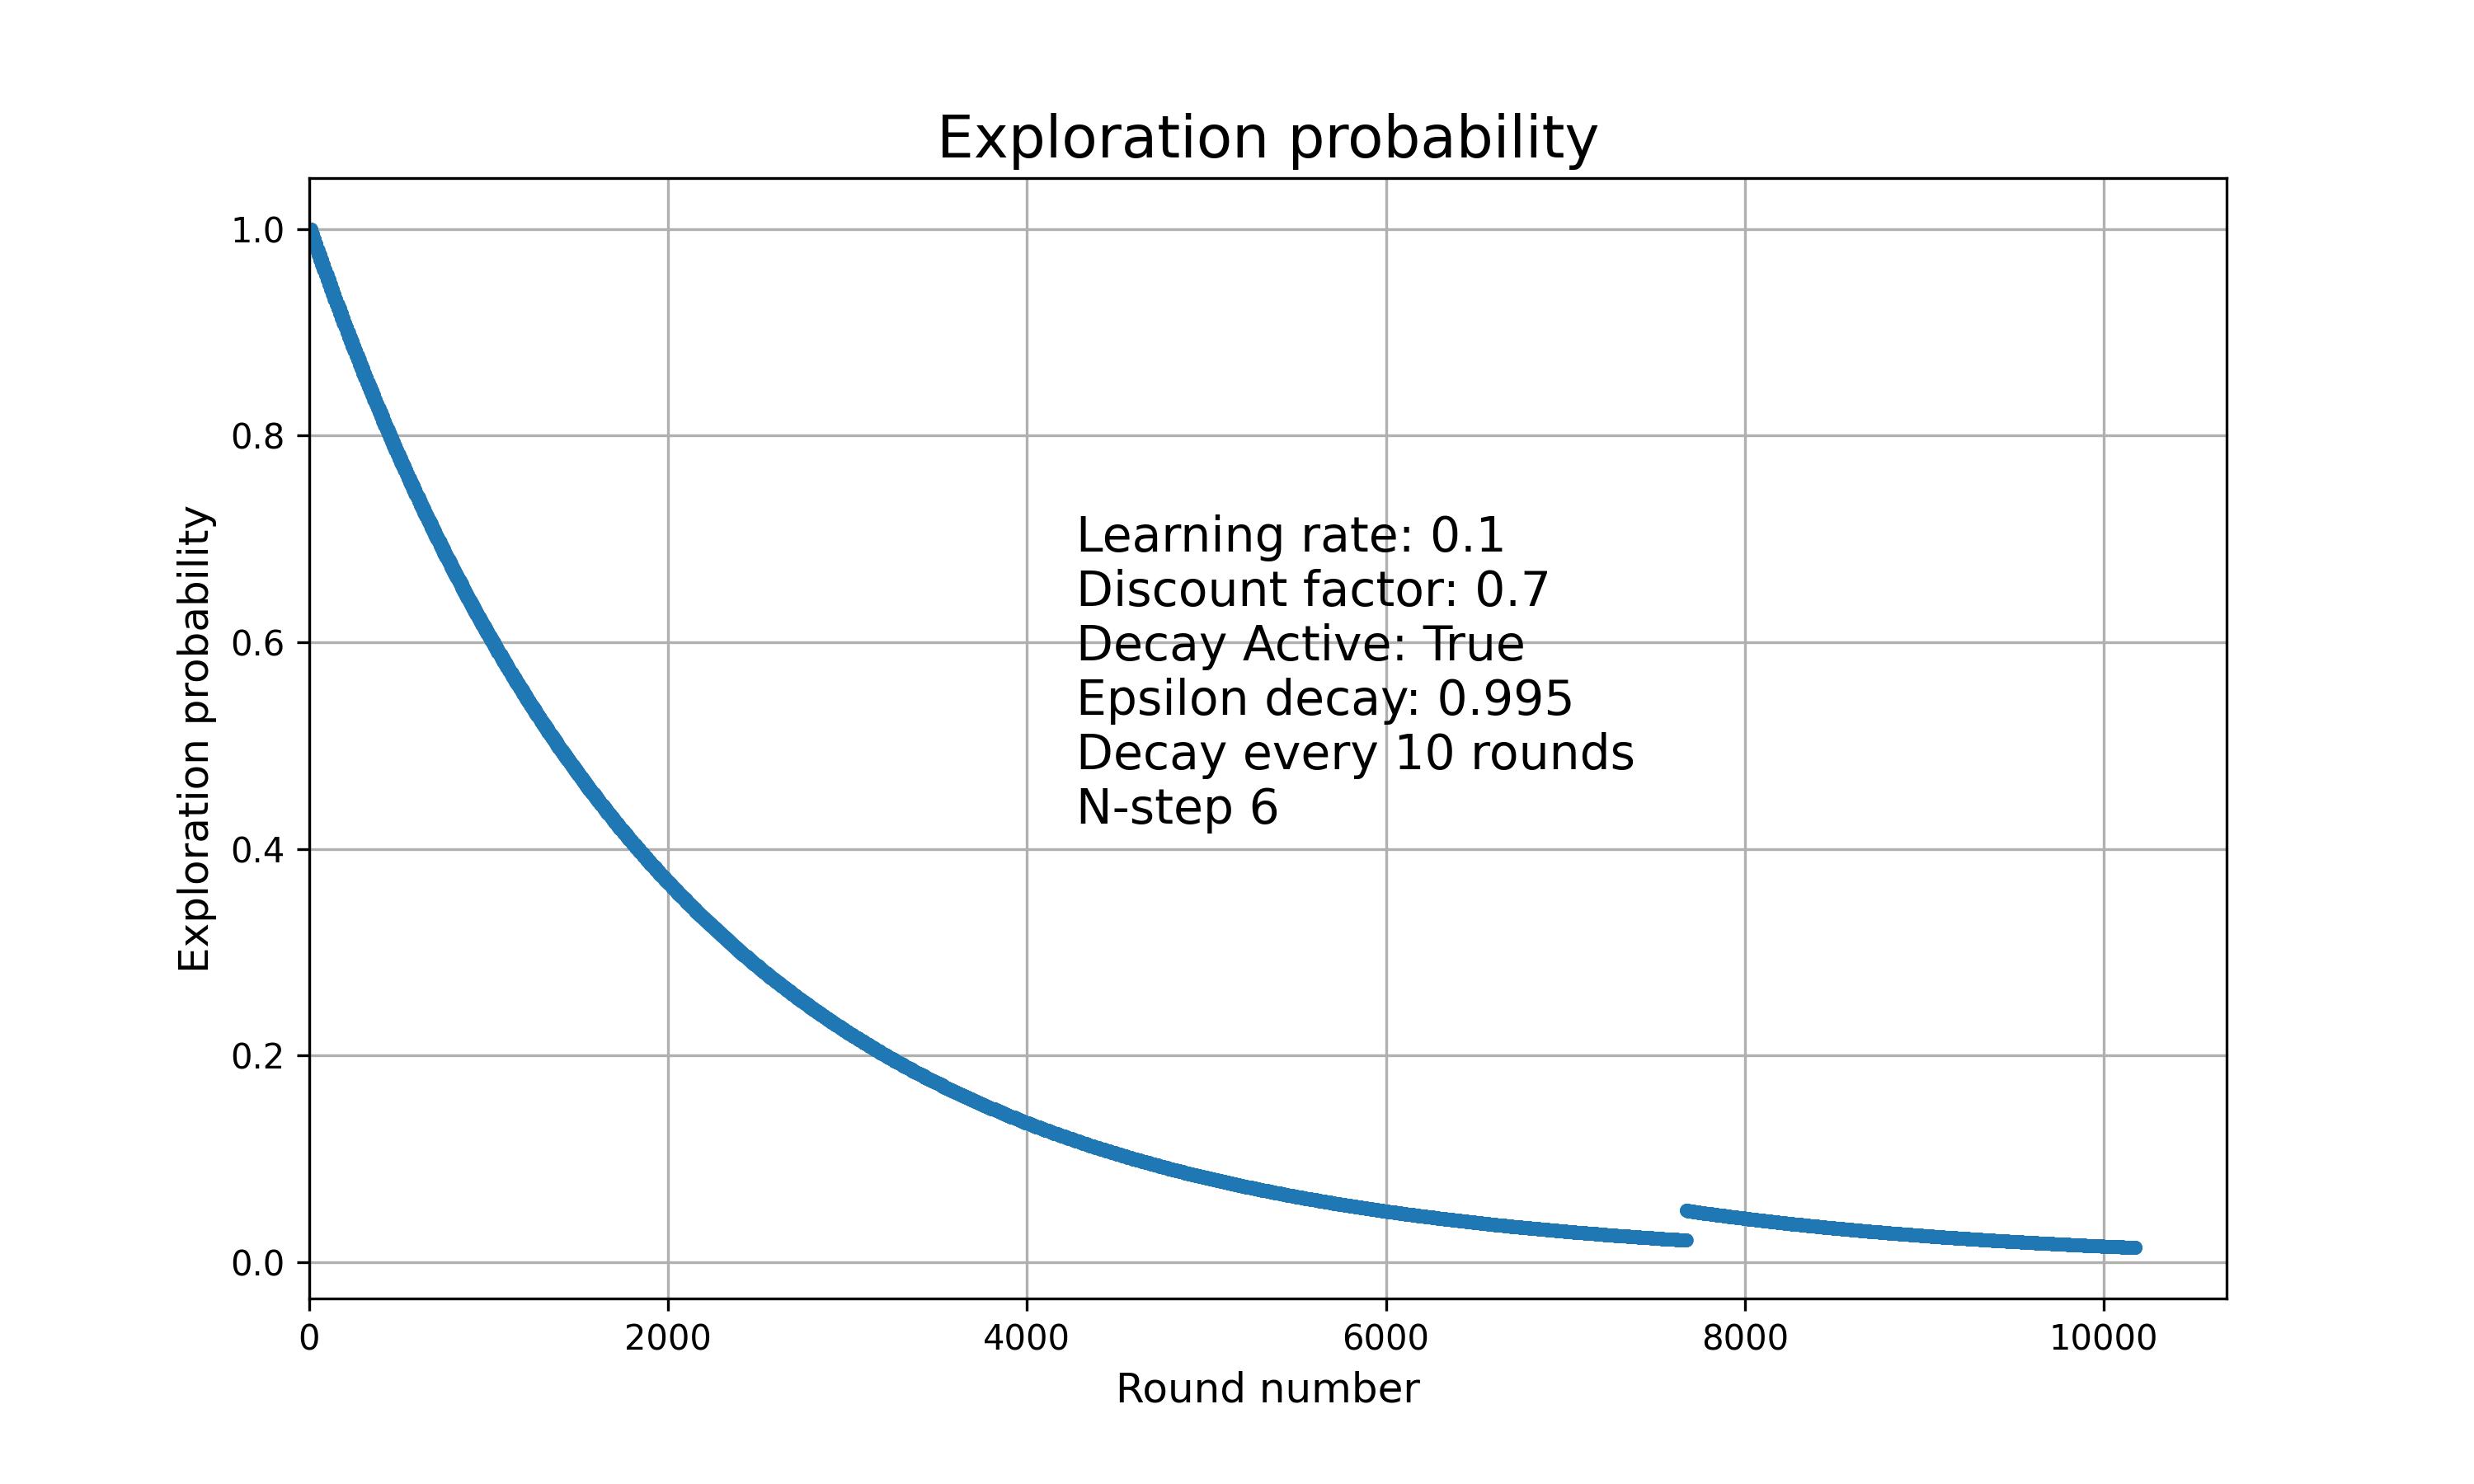 Exploration probability
Exploration probability
1.0
0.8
0.6
0.4
0.2
0.0
Learning rate: 0.1
Discount factor: 0.7
Decay Active: True
Epsilon decay: 0.995
Decay every 10 rounds
N-step 6
0 2000 4000 6000 8000 10000
Round number